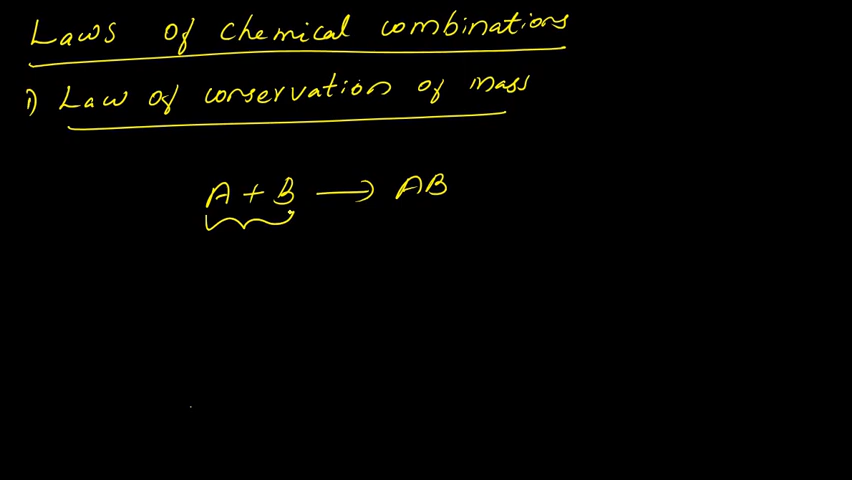 Laws of chemical combinations
1) Law of conservation of mass
A + B → AB